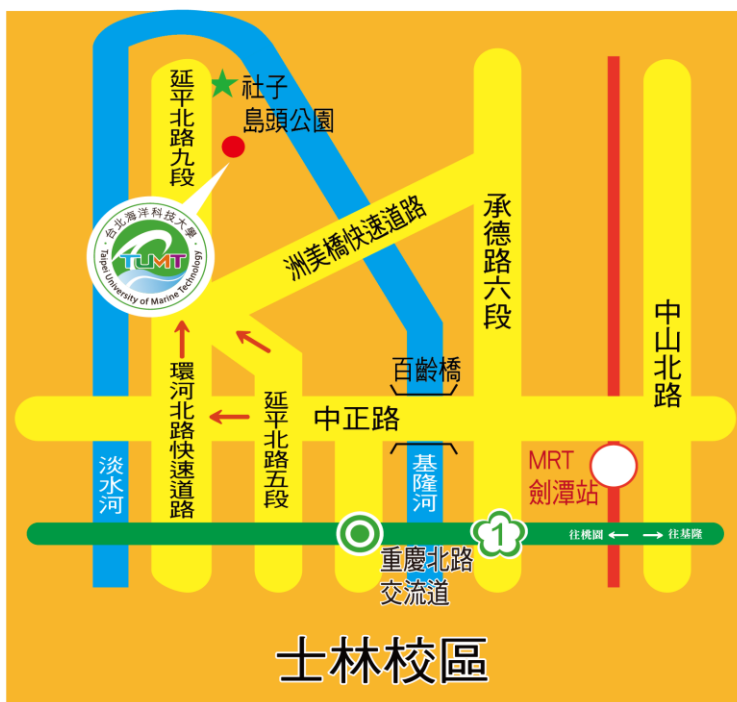 社子
島頭公園
延平北路九段
台北海洋科技大學
TUMT
Taipei University of Marine Technology
洲美橋快速道路
承德路六段
中山北路
百齡橋
環河北路快速道路
延平北路五段
中正路
淡水河
基隆河
MRT
劍潭站
1
往桃園 ← → 往基隆
重慶北路
交流道
士林校區